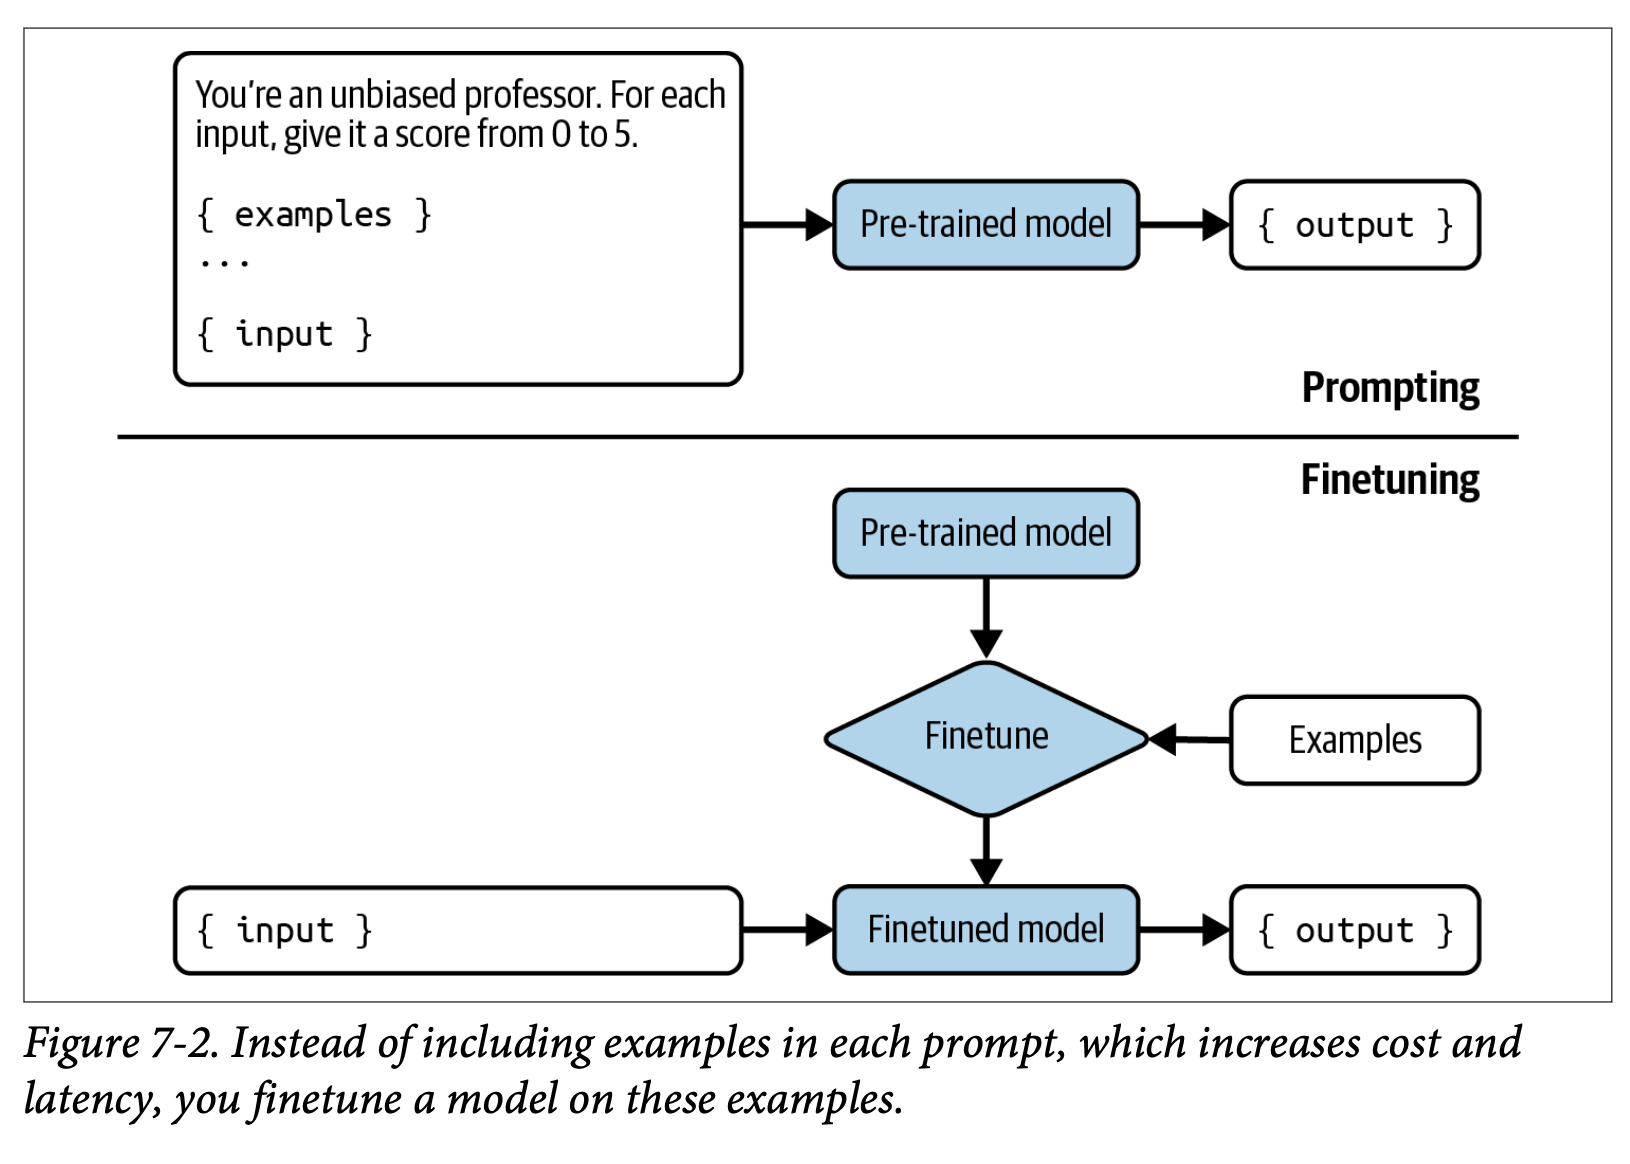 You're an unbiased professor. For each
input, give it a score from 0 to 5.
{ examples }
...
{ input }
Pre-trained model
{ output }
Prompting
Finetuning
Pre-trained model
Finetune
Examples
{ input }
Finetuned model
{ output }
Figure 7-2. Instead of including examples in each prompt, which increases cost and
latency, you finetune a model on these examples.